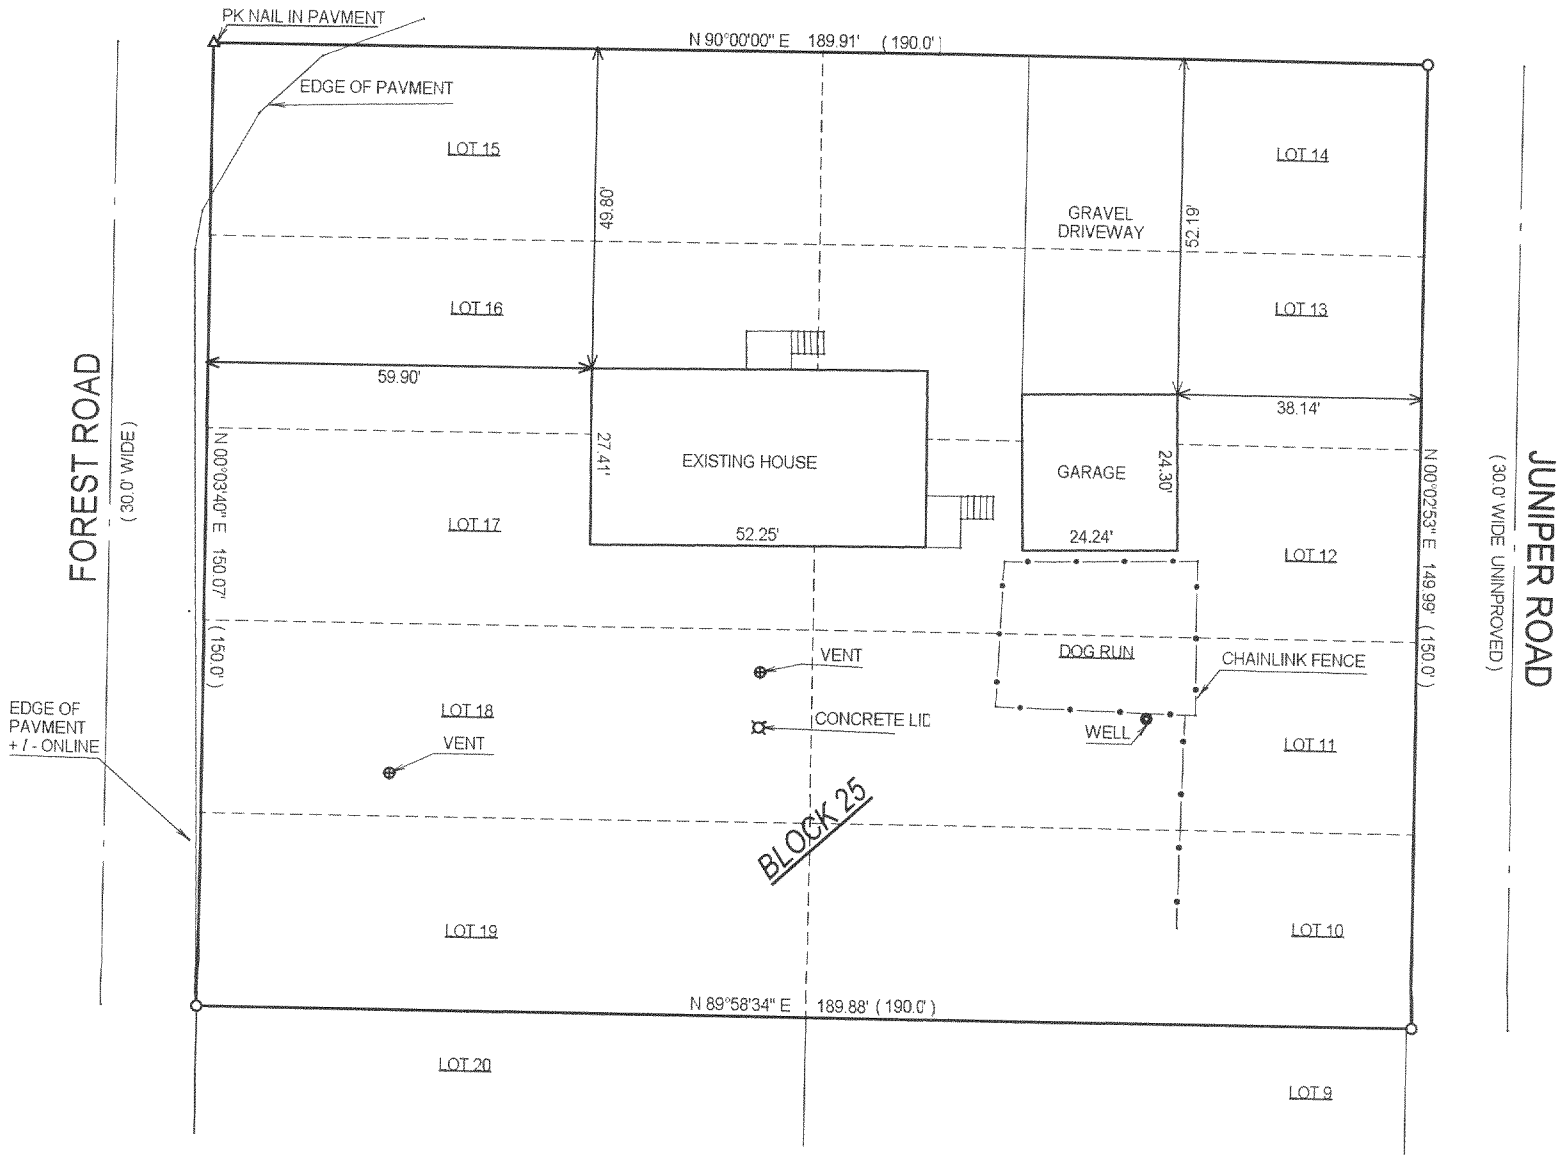 PK NAIL IN PAVMENT
N 90°00'00" E 189.91' ( 190.0' )
EDGE OF PAVMENT
LOT 15
LOT 14
49.80'
GRAVEL
DRIVEWAY
52.19'
LOT 16
LOT 13
FOREST ROAD
( 30.0' WIDE )
59.90'
38.14'
N 00°03'40" E 150.07' ( 150.0' )
27.41'
EXISTING HOUSE
52.25'
GARAGE
24.30'
24.24'
N 00°02'53" E 149.99' ( 150.0' )
( 30.0' WIDE UNINPROVED )
JUNIPER ROAD
LOT 17
LOT 12
VENT
DOG RUN
CHAINLINK FENCE
EDGE OF
PAVMENT
+ / - ONLINE
LOT 18
CONCRETE LID
WELL
LOT 11
VENT
BLOCK 25
LOT 19
LOT 10
N 89°58'34" E 189.88' ( 190.0' )
LOT 20
LOT 9